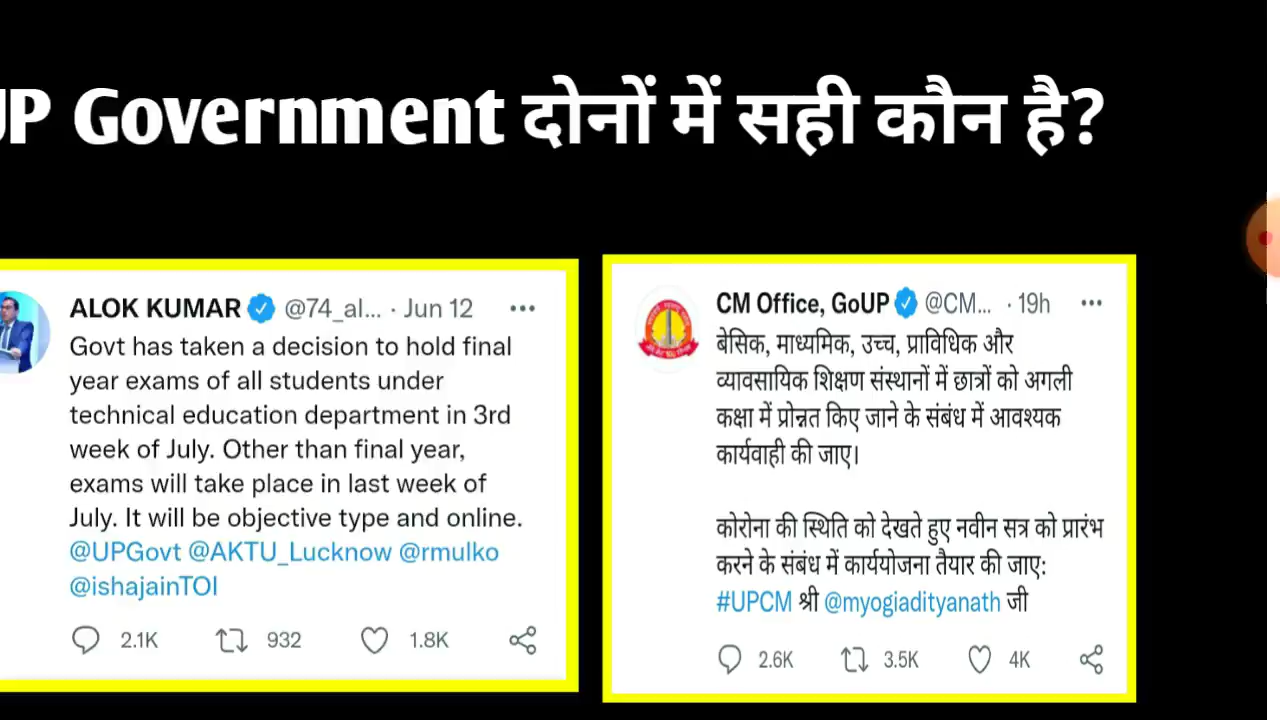 UP Government दोनों में सही कौन है?
ALOK KUMAR @74_al... · Jun 12
Govt has taken a decision to hold final
year exams of all students under
technical education department in 3rd
week of July. Other than final year,
exams will take place in last week of
July. It will be objective type and online.
@UPGovt @AKTU_Lucknow @rmulko
@ishajainTOI
2.1K 932 1.8K
CM Office, GoUP @CM... · 19h
बेसिक, माध्यमिक, उच्च, प्राविधिक और
व्यावसायिक शिक्षण संस्थानों में छात्रों को अगली
कक्षा में प्रोन्नत किए जाने के संबंध में आवश्यक
कार्यवाही की जाए।
कोरोना की स्थिति को देखते हुए नवीन सत्र को प्रारंभ
करने के संबंध में कार्ययोजना तैयार की जाए:
#UPCM श्री @myogiadityanath जी
2.6K 3.5K 4K